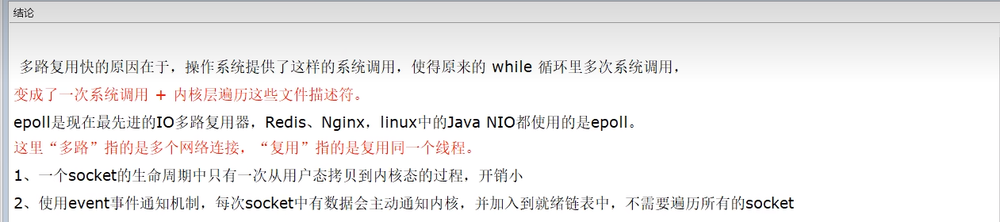 结论
多路复用快的原因在于，操作系统提供了这样的系统调用，使得原来的 while 循环里多次系统调用，
变成了一次系统调用 + 内核层遍历这些文件描述符。
epoll是现在最先进的IO多路复用器，Redis、Nginx，linux中的Java NIO都使用的是epoll。
这里“多路”指的是多个网络连接，“复用”指的是复用同一个线程。
1、一个socket的生命周期中只有一次从用户态拷贝到内核态的过程，开销小
2、使用event事件通知机制，每次socket中有数据会主动通知内核，并加入到就绪链表中，不需要遍历所有的socket